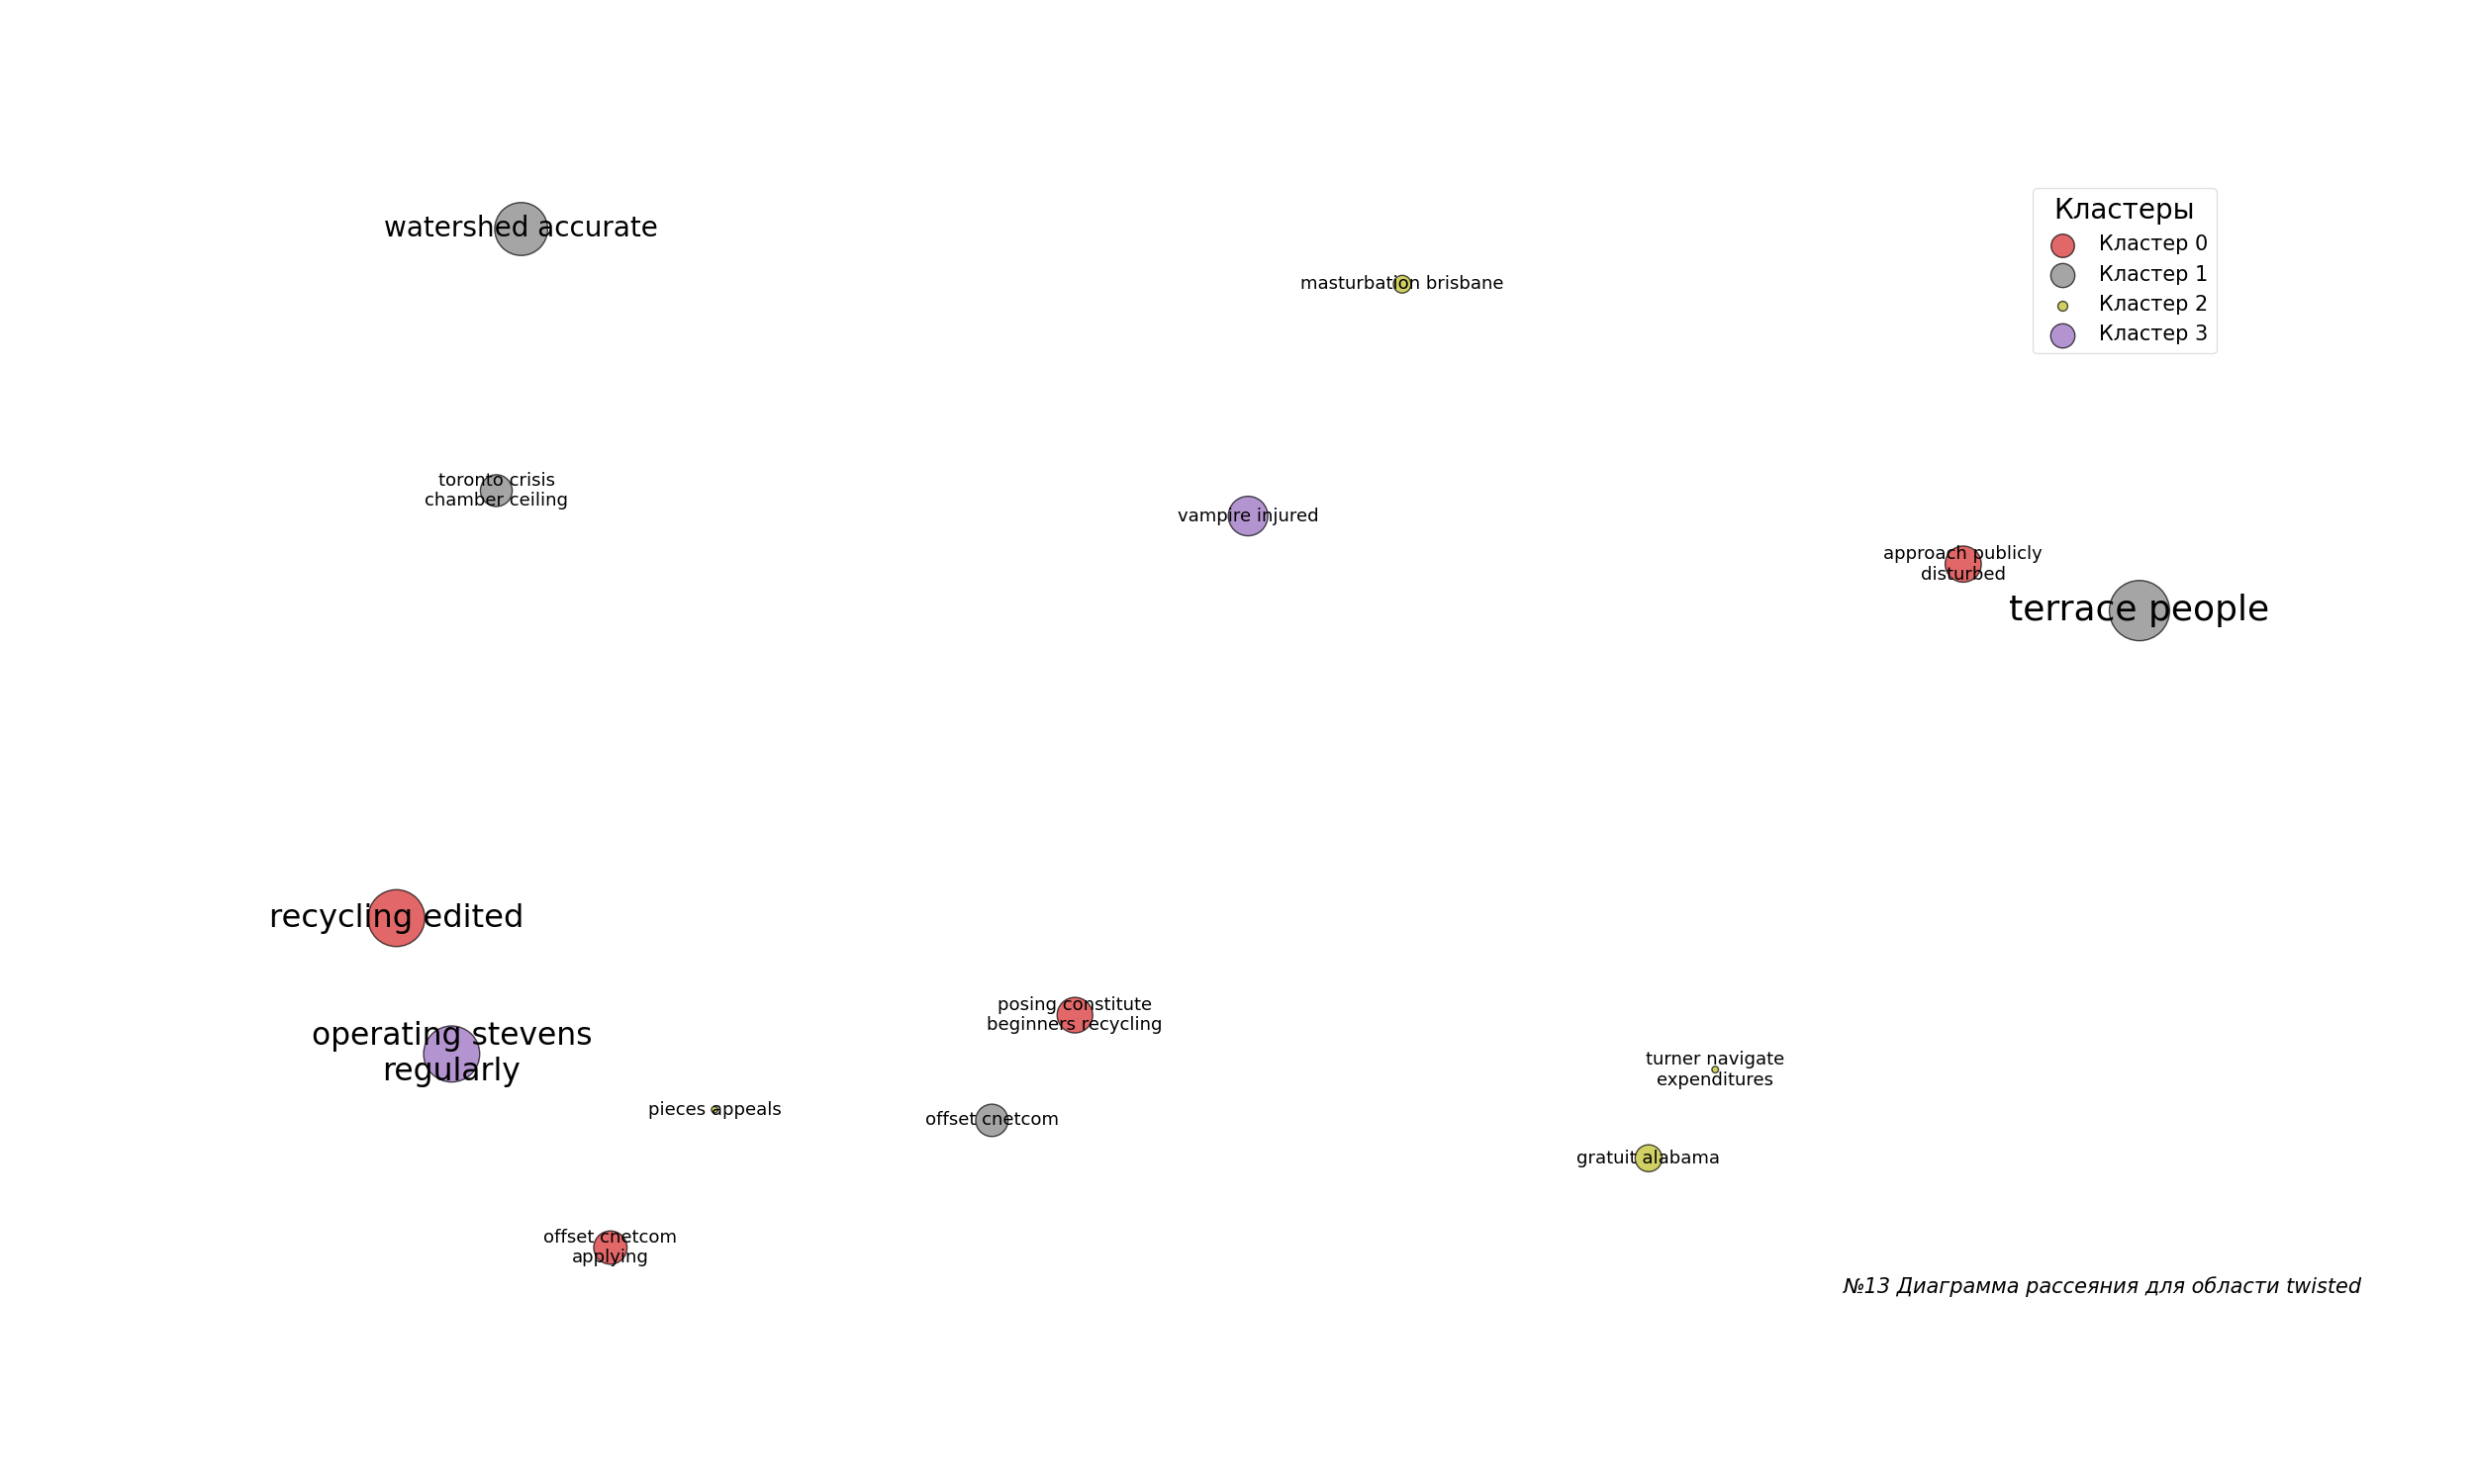 watershed accurate
masturbation brisbane
Кластеры
Кластер 0
Кластер 1
Кластер 2
Кластер 3
toronto crisis
chamber ceiling
vampire injured
approach publicly
disturbed
terrace people
recycling edited
operating stevens
regularly
posing constitute
beginners recycling
turner navigate
expenditures
pieces appeals
offset cnetcom
gratuit alabama
offset cnetcom
applying
№13 Диаграмма рассеяния для области twisted